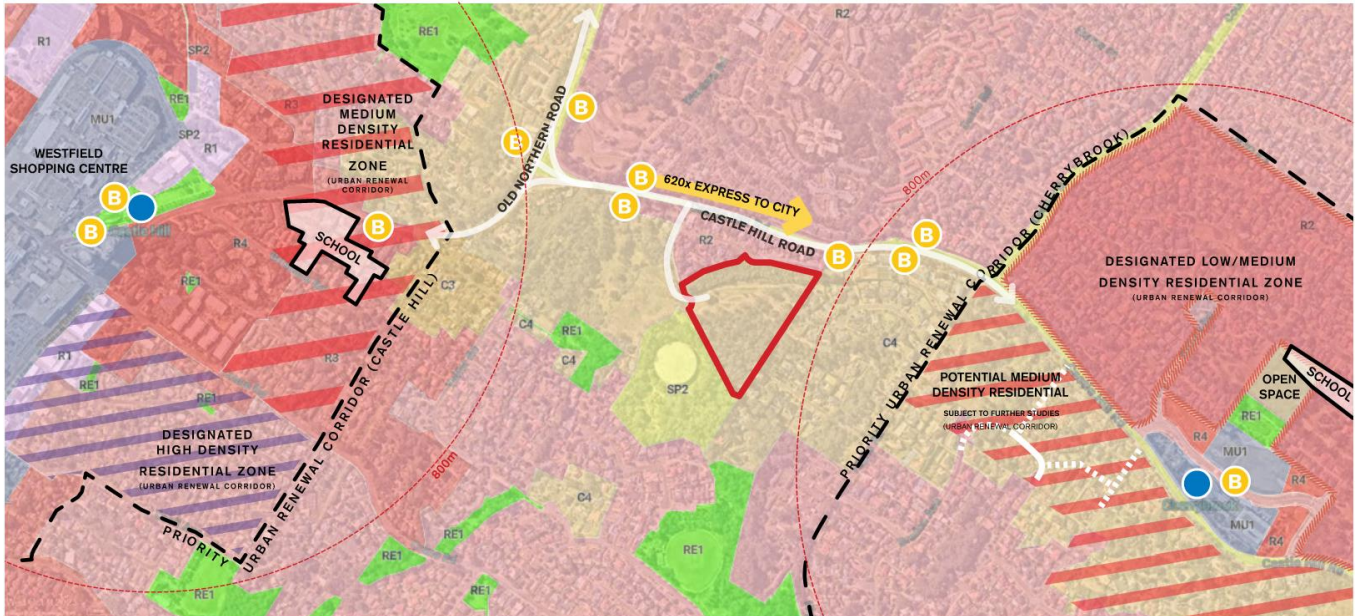 R1
SP2
RE1
R2
MU1
RE1
SP2
R1
R3
DESIGNATED
MEDIUM
DENSITY
RESIDENTIAL
ZONE
(URBAN RENEWAL
CORRIDOR)
WESTFIELD
SHOPPING CENTRE
B
B
B
B
OLD NORTHERN ROAD
B
B
620x EXPRESS TO CITY
CASTLE HILL ROAD
R2
B
B
B
800m
PRIORITY URBAN RENEWAL CORRIDOR (CHERRYBROOK)
R2
DESIGNATED LOW/MEDIUM
DENSITY RESIDENTIAL ZONE
(URBAN RENEWAL CORRIDOR)
Castle Hill
R4
SCHOOL
B
RE1
C3
C4
RE1
C4
SP2
C4
R1
RE1
R3
RE1
DESIGNATED
HIGH DENSITY
RESIDENTIAL ZONE
(URBAN RENEWAL CORRIDOR)
PRIORITY
URBAN RENEWAL CORRIDOR (CASTLE HILL)
800m
POTENTIAL MEDIUM
DENSITY RESIDENTIAL
SUBJECT TO FURTHER STUDIES
(URBAN RENEWAL CORRIDOR)
OPEN
SPACE
SCHOOL
RE1
R4
MU1
B
R4
MU1
R4
C4
RE1
RE1
RE1
RE1
RE1